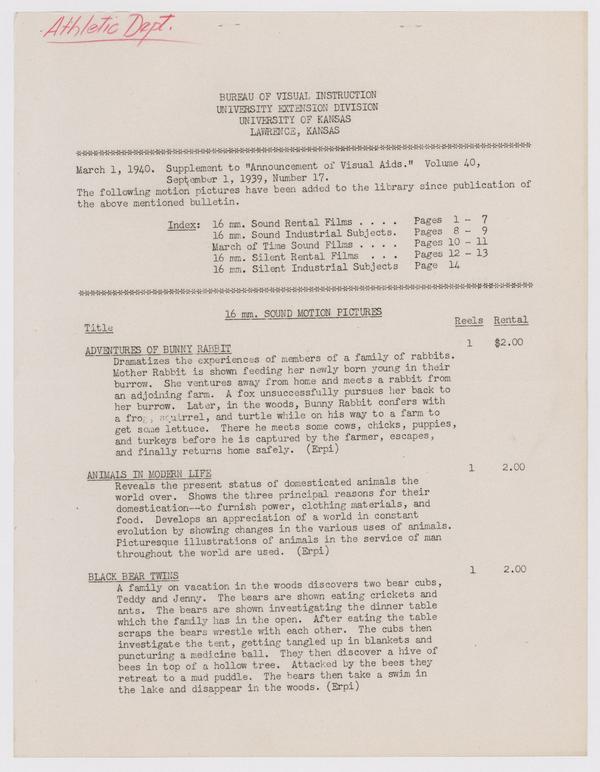 Athletic Dept.
BUREAU OF VISUAL INSTRUCTION
UNIVERSITY EXTENSION DIVISION
UNIVERSITY OF KANSAS
LAWRENCE, KANSAS
March 1, 1940. Supplement to "Announcement of Visual Aids." Volume 40,
September 1, 1939, Number 17.
The following motion pictures have been added to the library since publication of
the above mentioned bulletin.
Index: 16 mm. Sound Rental Films . . . . Pages 1 - 7
16 mm. Sound Industrial Subjects. Pages 8 - 9
March of Time Sound Films . . . . Pages 10 - 11
16 mm. Silent Rental Films . . . Pages 12 - 13
16 mm. Silent Industrial Subjects Page 14
16 mm. SOUND MOTION PICTURES
Title Reels Rental
ADVENTURES OF BUNNY RABBIT 1 $2.00
Dramatizes the experiences of members of a family of rabbits.
Mother Rabbit is shown feeding her newly born young in their
burrow. She ventures away from home and meets a rabbit from
an adjoining farm. A fox unsuccessfully pursues her back to
her burrow. Later, in the woods, Bunny Rabbit confers with
a frog, squirrel, and turtle while on his way to a farm to
get some lettuce. There he meets some cows, chicks, puppies,
and turkeys before he is captured by the farmer, escapes,
and finally returns home safely. (Erpi)
ANIMALS IN MODERN LIFE 1 2.00
Reveals the present status of domesticated animals the
world over. Shows the three principal reasons for their
domestication--to furnish power, clothing materials, and
food. Develops an appreciation of a world in constant
evolution by showing changes in the various uses of animals.
Picturesque illustrations of animals in the service of man
throughout the world are used. (Erpi)
BLACK BEAR TWINS 1 2.00
A family on vacation in the woods discovers two bear cubs,
Teddy and Jenny. The bears are shown eating crickets and
ants. The bears are shown investigating the dinner table
which the family has in the open. After eating the table
scraps the bears wrestle with each other. The cubs then
investigate the tent, getting tangled up in blankets and
puncturing a medicine ball. They then discover a hive of
bees in top of a hollow tree. Attacked by the bees they
retreat to a mud puddle. The bears then take a swim in
the lake and disappear in the woods. (Erpi)